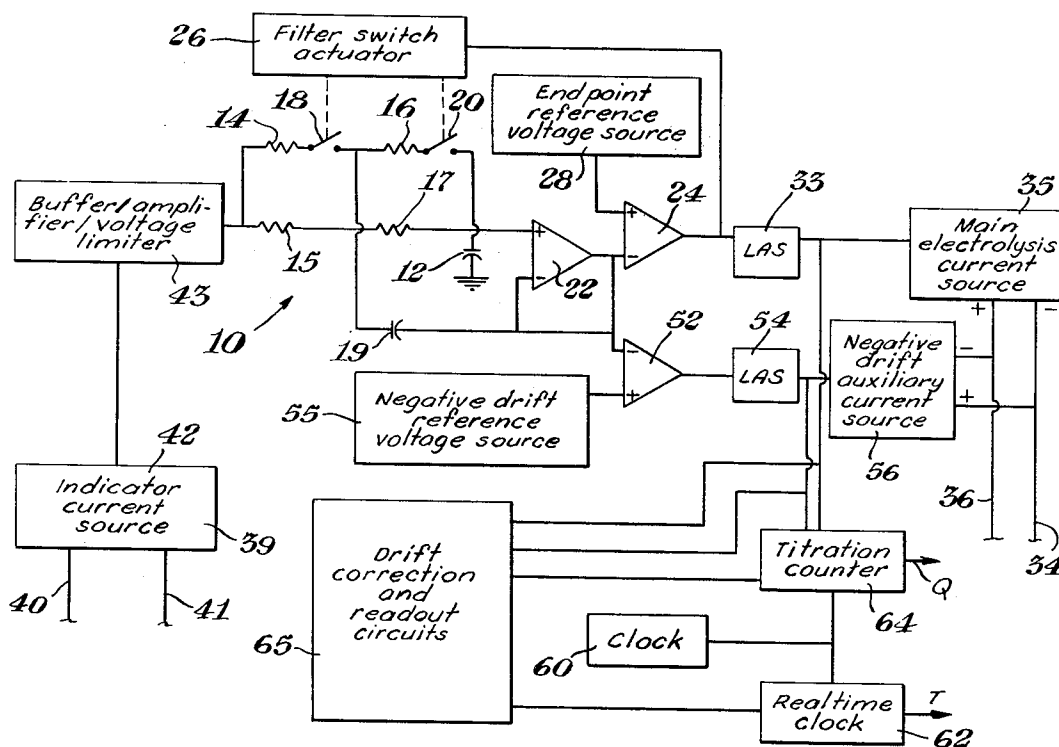 26
Filter switch
actuator
14
18
16
20
Endpoint
reference
voltage source
28
24
33
LAS
35
Main
electrolysis
current
source
+
-
Buffer/ampli-
fier/voltage
limiter
43
15
17
+
-
22
12
+
-
10
19
-
+
52
54
LAS
Negative
drift
auxiliary
current
source
56
-
+
55
Negative drift
reference
voltage source
42
Indicator
current
source
39
40
41
36
34
Drift
correction
and
readout
circuits
65
Titration
counter
64
Q
Clock
60
Realtime
clock
62
T